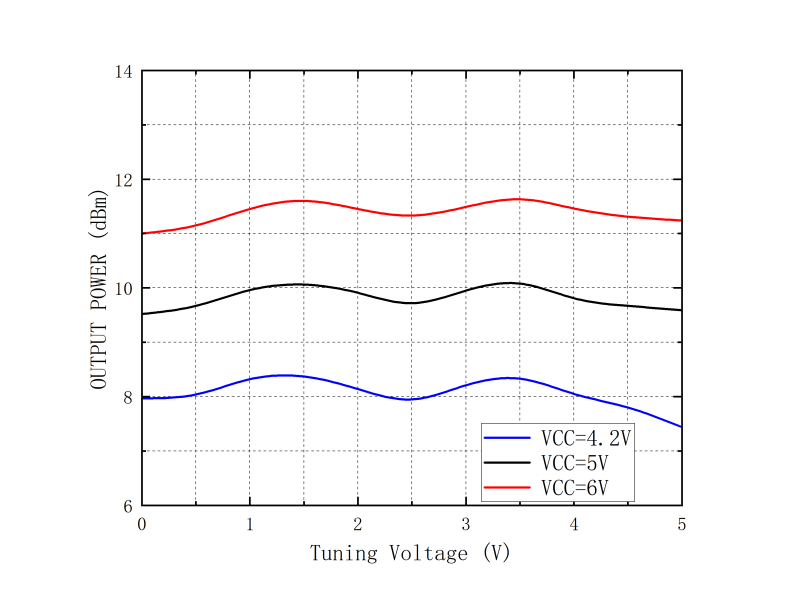 14
12
10
8
6
OUTPUT POWER (dBm)
VCC=4.2V
VCC=5V
VCC=6V
0 1 2 3 4 5
Tuning Voltage (V)